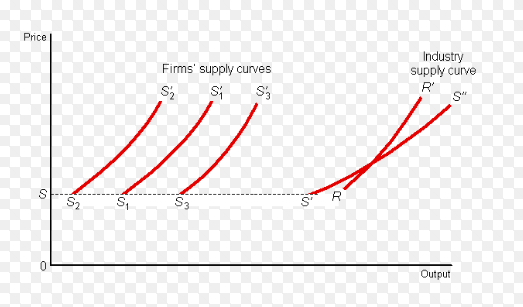 Price
Firms' supply curves
Industry
supply curve
S'2
S'1
S'3
R'
S"
S
S2
S1
S3
S'
R
0
Output